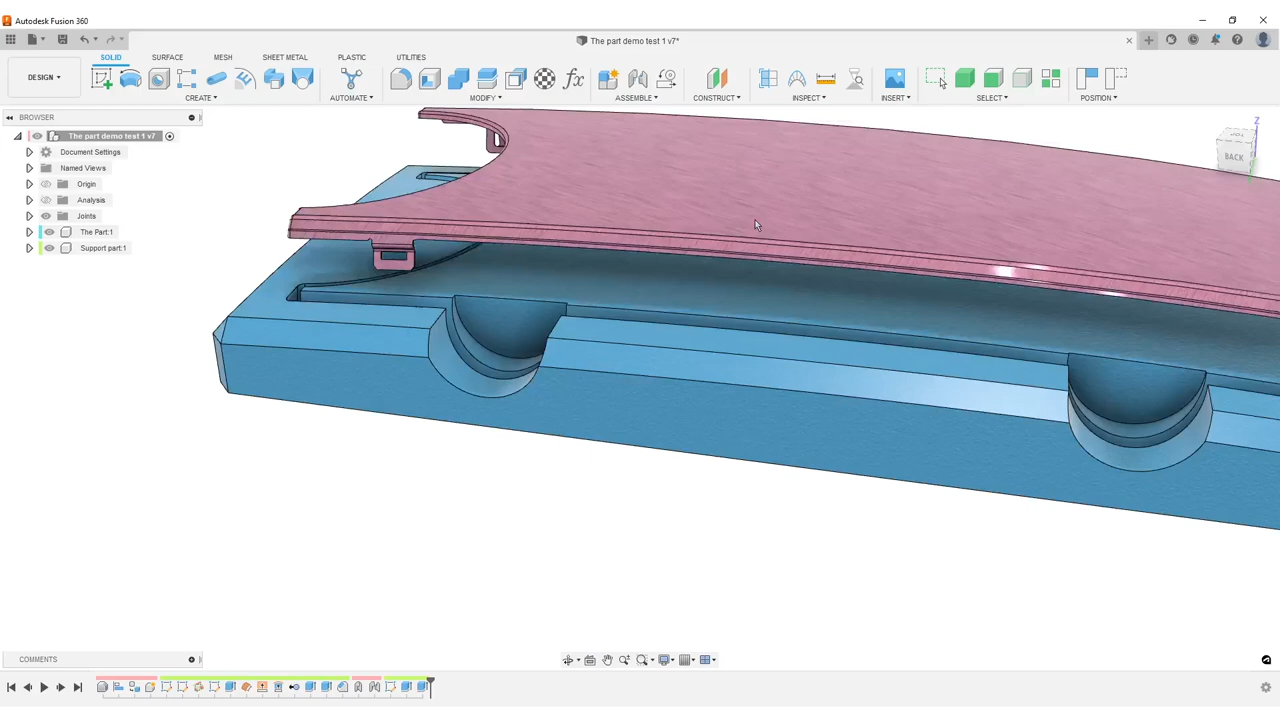 Autodesk Fusion 360
The part demo test 1 v7*
DESIGN
SOLID
SURFACE
MESH
SHEET METAL
PLASTIC
UTILITIES
CREATE
AUTOMATE
MODIFY
ASSEMBLE
CONSTRUCT
INSPECT
INSERT
SELECT
POSITION
BROWSER
The part demo test 1 v7
Document Settings
Named Views
Origin
Analysis
Joints
The Part:1
Support part:1
Z
BACK
COMMENTS